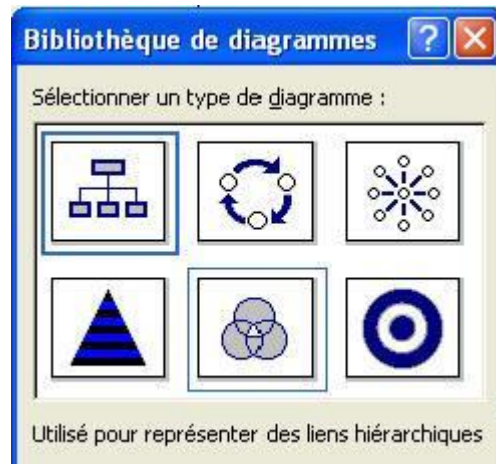 Bibliothèque de diagrammes
Sélectionner un type de diagramme :
Utilisé pour représenter des liens hiérarchiques